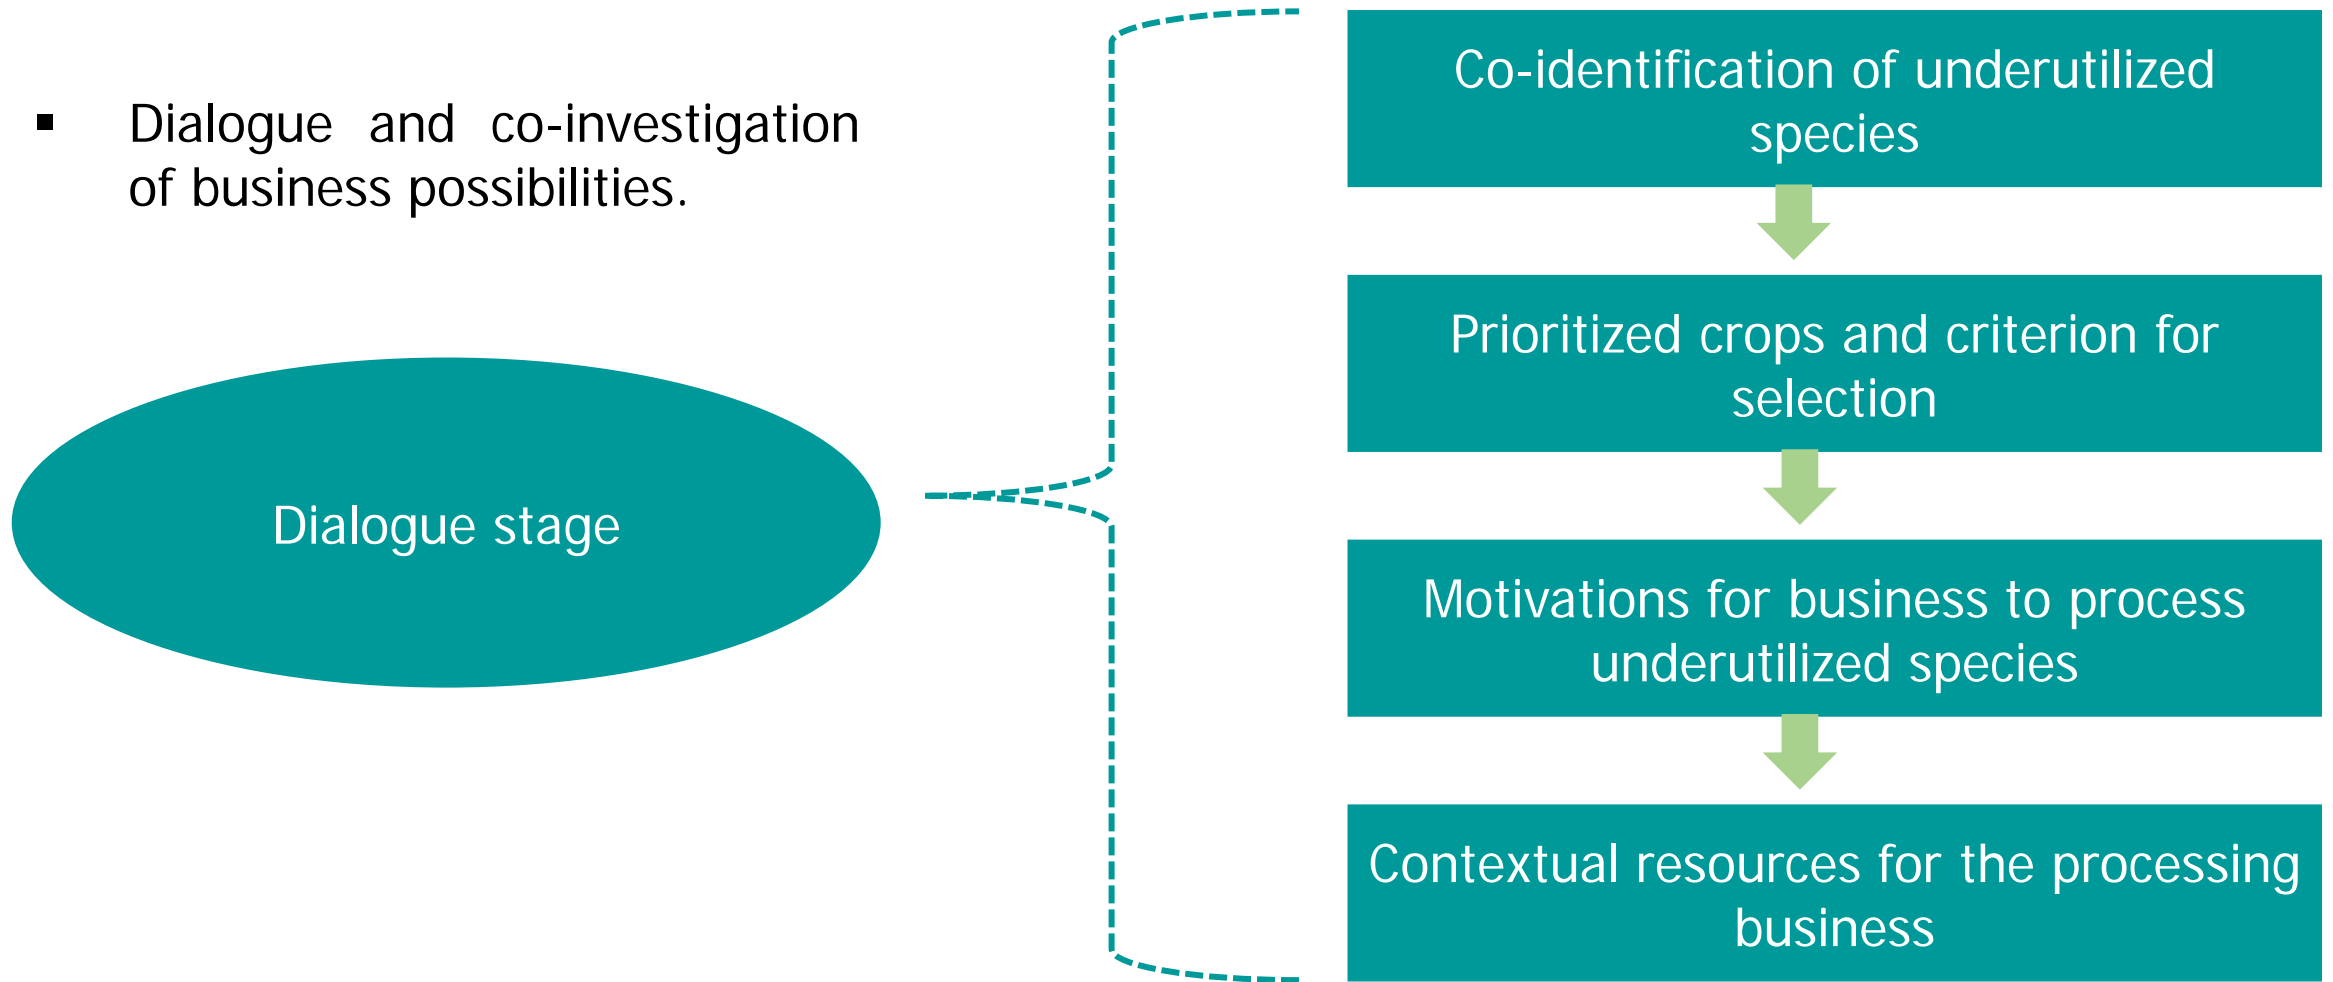 ▪ Dialogue and co-investigation
of business possibilities.
Dialogue stage
Co-identification of underutilized
species
Prioritized crops and criterion for
selection
Motivations for business to process
underutilized species
Contextual resources for the processing
business